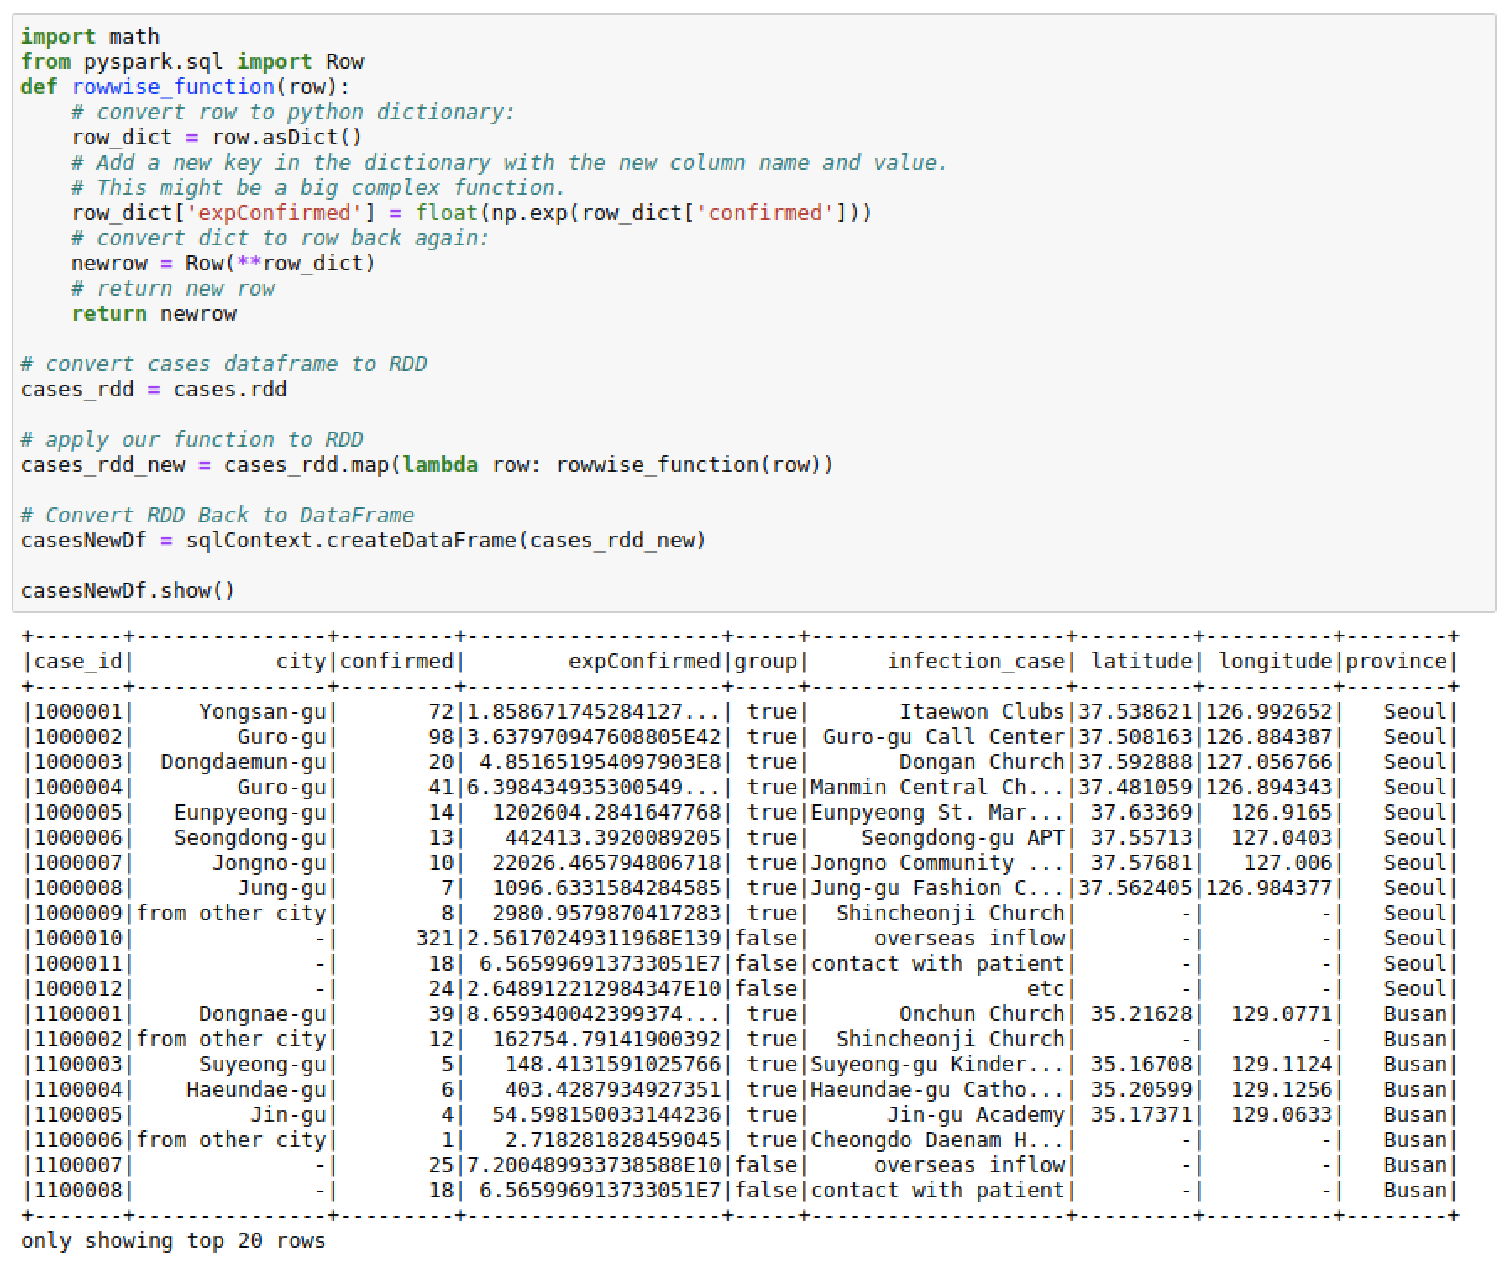 import math
from pyspark.sql import Row
def rowwise_function(row):
    # convert row to python dictionary:
    row_dict = row.asDict()
    # Add a new key in the dictionary with the new column name and value.
    # This might be a big complex function.
    row_dict['expConfirmed'] = float(np.exp(row_dict['confirmed']))
    # convert dict to row back again:
    newrow = Row(**row_dict)
    # return new row
    return newrow

# convert cases dataframe to RDD
cases_rdd = cases.rdd

# apply our function to RDD
cases_rdd_new = cases_rdd.map(lambda row: rowwise_function(row))

# Convert RDD Back to DataFrame
casesNewDf = sqlContext.createDataFrame(cases_rdd_new)

casesNewDf.show()

+-------+---------------+---------+--------------------+-----+--------------------+---------+----------+--------+
|case_id|           city|confirmed|        expConfirmed|group|      infection_case| latitude| longitude|province|
+-------+---------------+---------+--------------------+-----+--------------------+---------+----------+--------+
|1000001|     Yongsan-gu|       72|1.858671745284127...| true|       Itaewon Clubs|37.538621|126.992652|   Seoul|
|1000002|        Guro-gu|       98|3.637970947608805E42| true| Guro-gu Call Center|37.508163|126.884387|   Seoul|
|1000003|  Dongdaemun-gu|       20| 4.851651954097903E8| true|       Dongan Church|37.592888|127.056766|   Seoul|
|1000004|        Guro-gu|       41|6.398434935300549...| true|Manmin Central Ch...|37.481059|126.894343|   Seoul|
|1000005|   Eunpyeong-gu|       14|  1202604.2841647768| true|Eunpyeong St. Mar...| 37.63369|  126.9165|   Seoul|
|1000006|   Seongdong-gu|       13|   442413.3920089205| true|    Seongdong-gu APT| 37.55713|  127.0403|   Seoul|
|1000007|      Jongno-gu|       10|  22026.465794806718| true|Jongno Community ...| 37.57681|   127.006|   Seoul|
|1000008|        Jung-gu|        7|  1096.6331584284585| true|Jung-gu Fashion C...|37.562405|126.984377|   Seoul|
|1000009|from other city|        8|  2980.9579870417283| true|  Shincheonji Church|        -|         -|   Seoul|
|1000010|              -|      321|2.56170249311968E139|false|     overseas inflow|        -|         -|   Seoul|
|1000011|              -|       18| 6.565996913733051E7|false|contact with patient|        -|         -|   Seoul|
|1000012|              -|       24|2.648912212984347E10|false|                 etc|        -|         -|   Seoul|
|1100001|     Dongnae-gu|       39|8.659340042399374...| true|       Onchun Church| 35.21628|  129.0771|   Busan|
|1100002|from other city|       12|  162754.79141900392| true|  Shincheonji Church|        -|         -|   Busan|
|1100003|     Suyeong-gu|        5|   148.4131591025766| true|Suyeong-gu Kinder...| 35.16708|  129.1124|   Busan|
|1100004|    Haeundae-gu|        6|   403.4287934927351| true|Haeundae-gu Catho...| 35.20599|  129.1256|   Busan|
|1100005|         Jin-gu|        4|  54.598150033144236| true|      Jin-gu Academy| 35.17371|  129.0633|   Busan|
|1100006|from other city|        1|   2.718281828459045| true|Cheongdo Daenam H...|        -|         -|   Busan|
|1100007|              -|       25|7.200489933738588E10|false|     overseas inflow|        -|         -|   Busan|
|1100008|              -|       18| 6.565996913733051E7|false|contact with patient|        -|         -|   Busan|
+-------+---------------+---------+--------------------+-----+--------------------+---------+----------+--------+
only showing top 20 rows